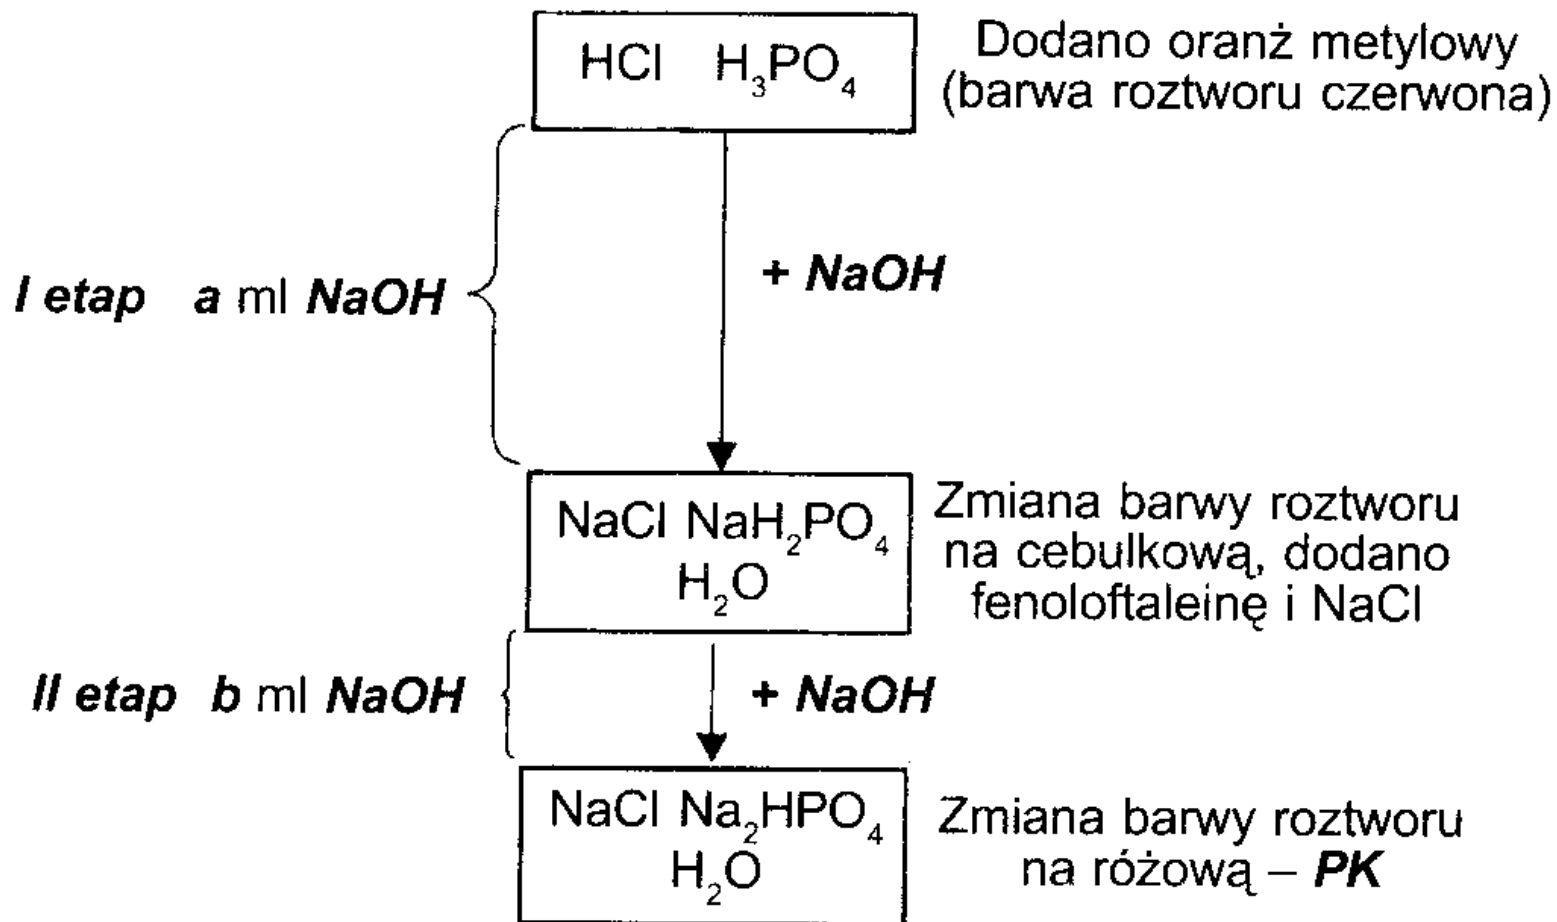 HCl H₃PO₄
Dodano oranż metylowy
(barwa roztworu czerwona)
I etap a ml NaOH
+ NaOH
NaCl NaH₂PO₄
H₂O
Zmiana barwy roztworu
na cebulkową, dodano
fenoloftaleinę i NaCl
II etap b ml NaOH
+ NaOH
NaCl Na₂HPO₄
H₂O
Zmiana barwy roztworu
na różową – PK